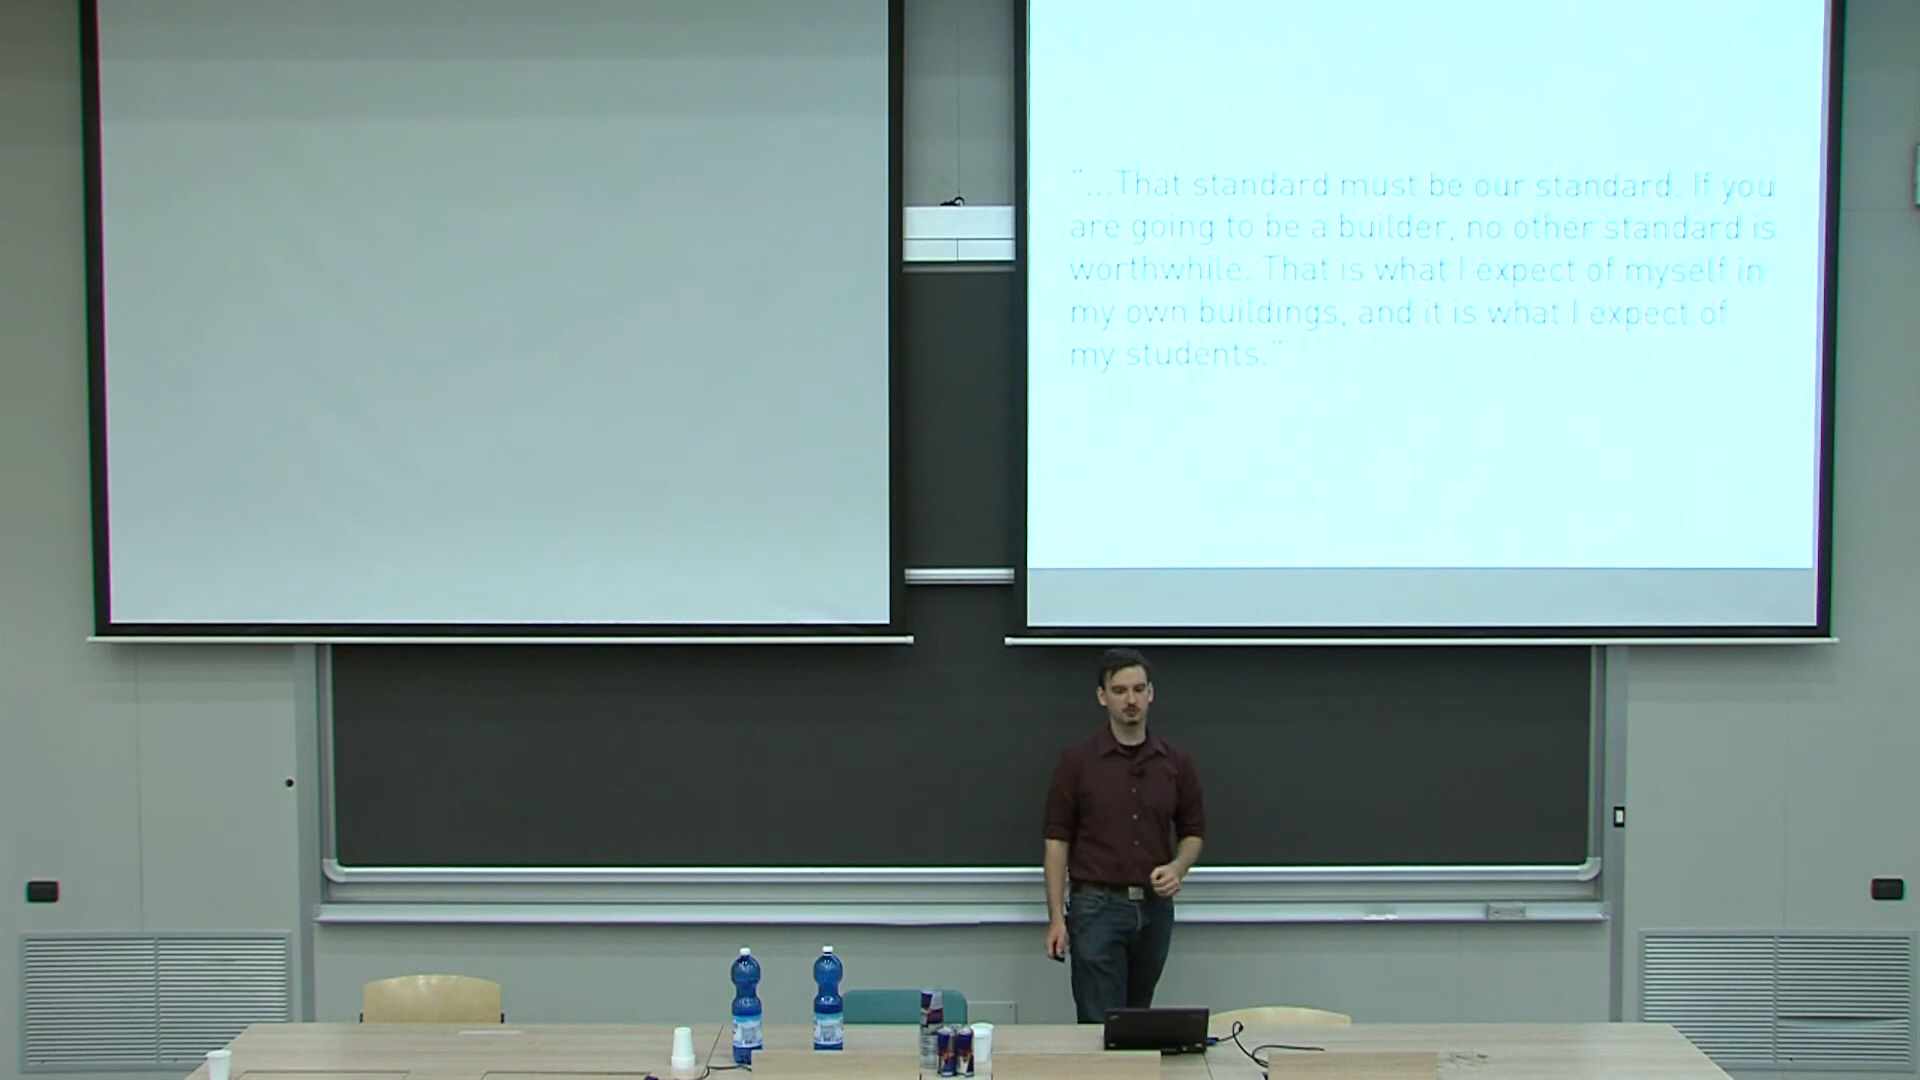 "...That standard must be our standard. If you
are going to be a builder, no other standard is
worthwhile. That is what I expect of myself in
my own buildings, and it is what I expect of
my students."